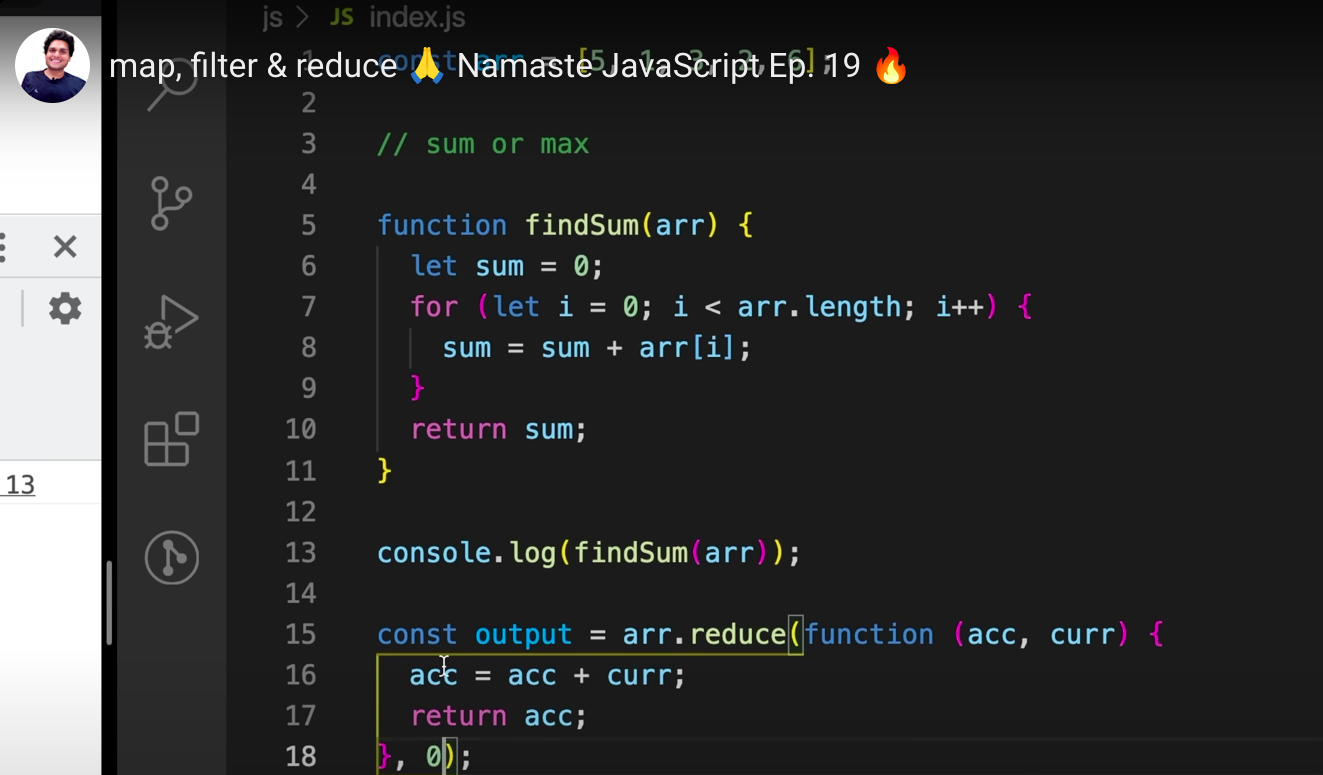 js > JS index.js
map, filter & reduce 🙏 Namaste JavaScript Ep. 19 🔥
1 const arr = [5, 1, 3, 2, 6];
2
3 // sum or max
4
5 function findSum(arr) {
6 let sum = 0;
7 for (let i = 0; i < arr.length; i++) {
8 sum = sum + arr[i];
9 }
10 return sum;
11 }
12
13 console.log(findSum(arr));
14
15 const output = arr.reduce(function (acc, curr) {
16 acc = acc + curr;
17 return acc;
18 }, 0);
13